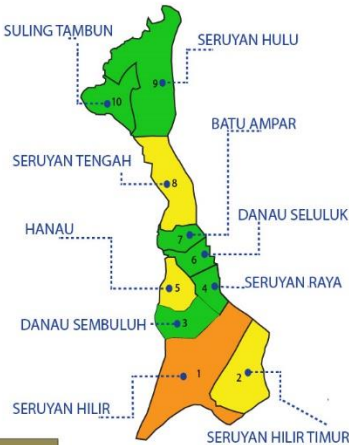 SULING TAMBUN
SERUYAN HULU
9
10
BATU AMPAR
SERUYAN TENGAH
8
DANAU SELULUK
HANAU
7
6
SERUYAN RAYA
5
4
DANAU SEMBULUH
3
1
2
SERUYAN HILIR
SERUYAN HILIR TIMUR